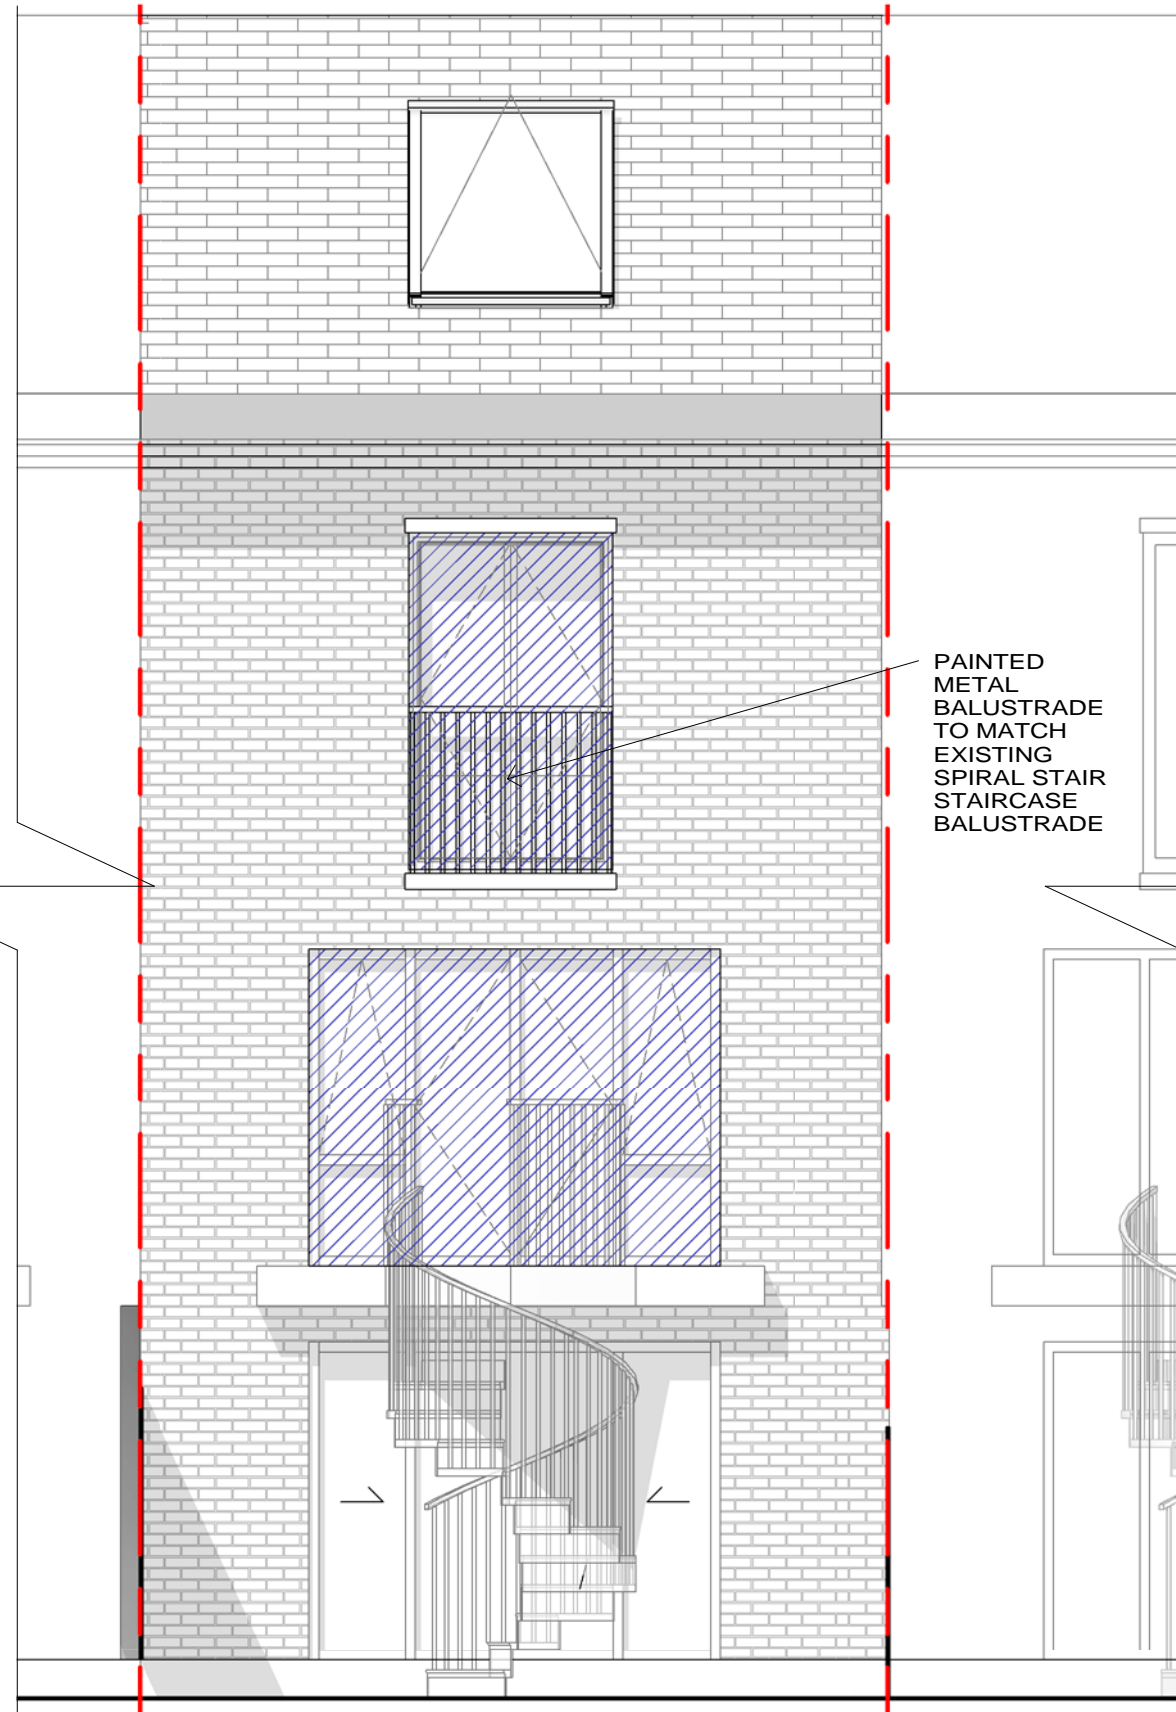 PAINTED
METAL
BALUSTRADE
TO MATCH
EXISTING
SPIRAL STAIR
STAIRCASE
BALUSTRADE